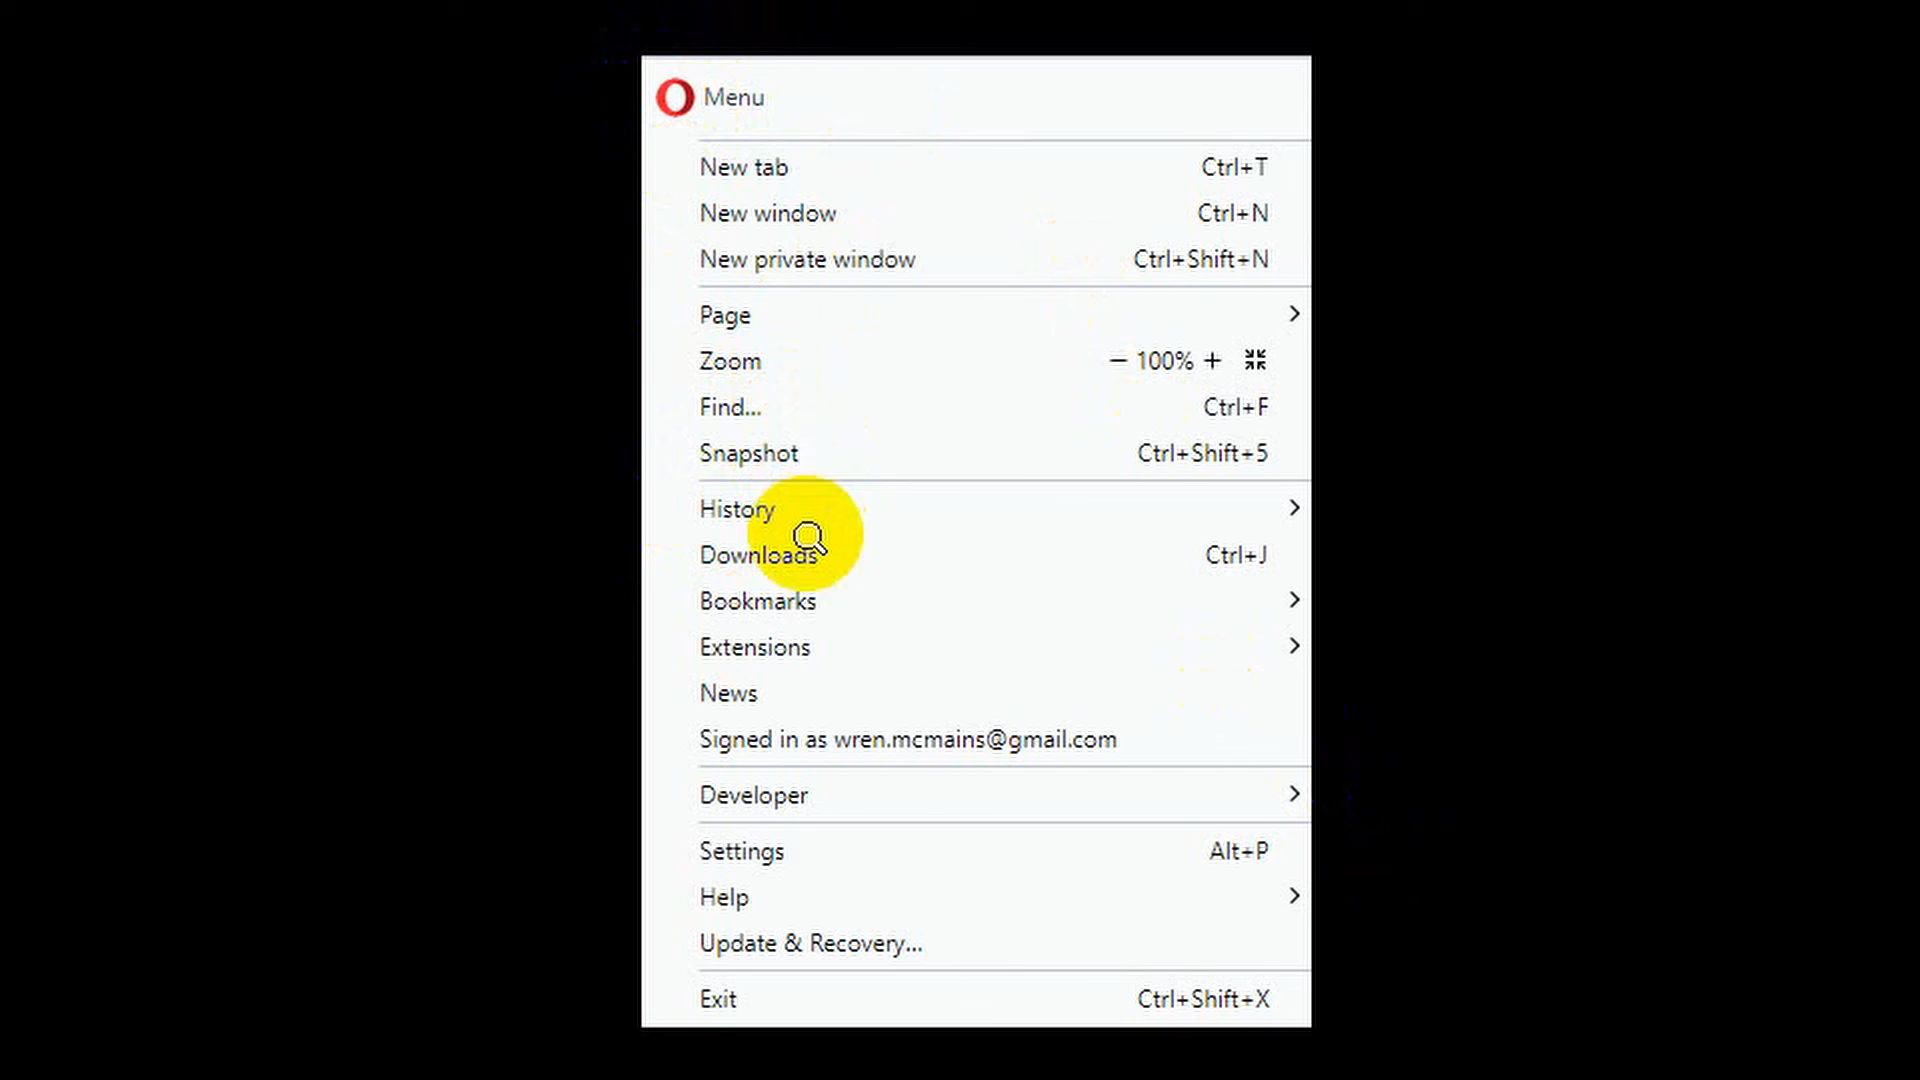 Menu
New tab Ctrl+T
New window Ctrl+N
New private window Ctrl+Shift+N
Page
Zoom − 100% +
Find... Ctrl+F
Snapshot Ctrl+Shift+5
History
Downloads Ctrl+J
Bookmarks
Extensions
News
Signed in as wren.mcmains@gmail.com
Developer
Settings Alt+P
Help
Update & Recovery...
Exit Ctrl+Shift+X